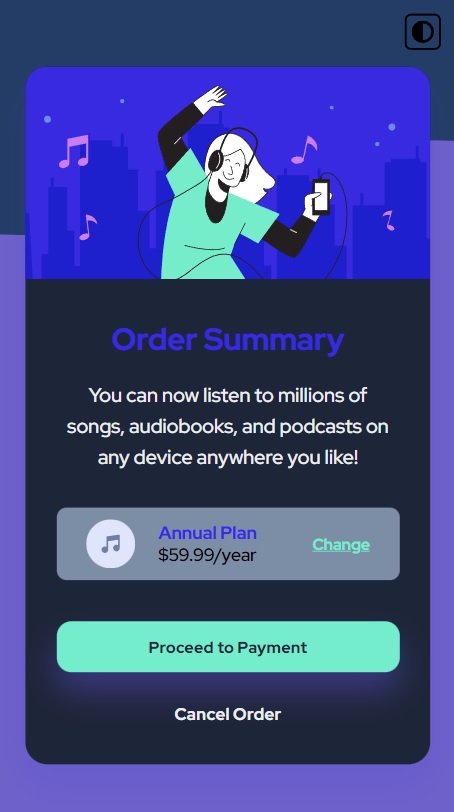 Order Summary
You can now listen to millions of
songs, audiobooks, and podcasts on
any device anywhere you like!
Annual Plan
$59.99/year
Change
Proceed to Payment
Cancel Order